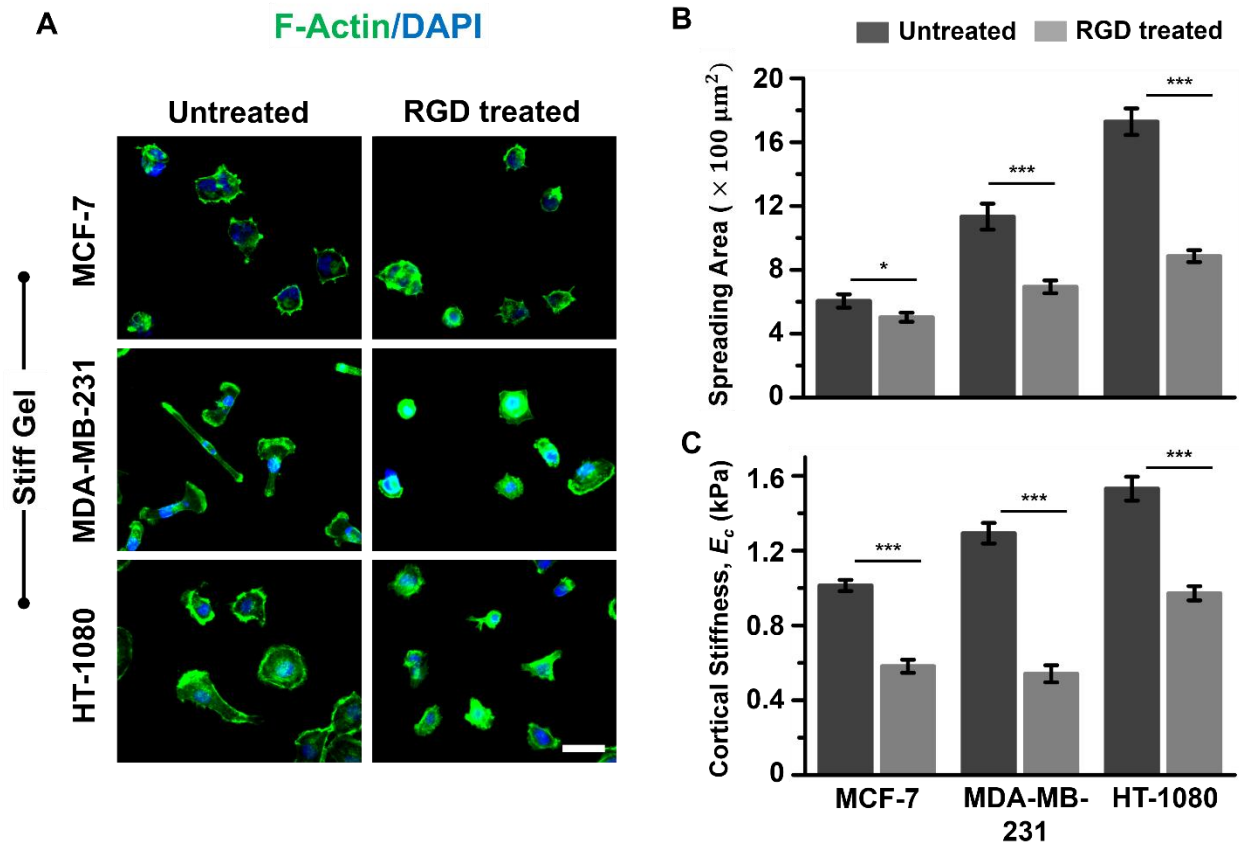 A
F-Actin/DAPI
Untreated
RGD treated
Stiff Gel
MCF-7
MDA-MB-231
HT-1080
B
Untreated
RGD treated
Spreading Area ( × 100 μm²)
20
16
12
8
4
0
*
***
***
C
Cortical Stiffness, E_c (kPa)
1.6
1.2
0.8
0.4
0
***
***
***
MCF-7
MDA-MB-
231
HT-1080